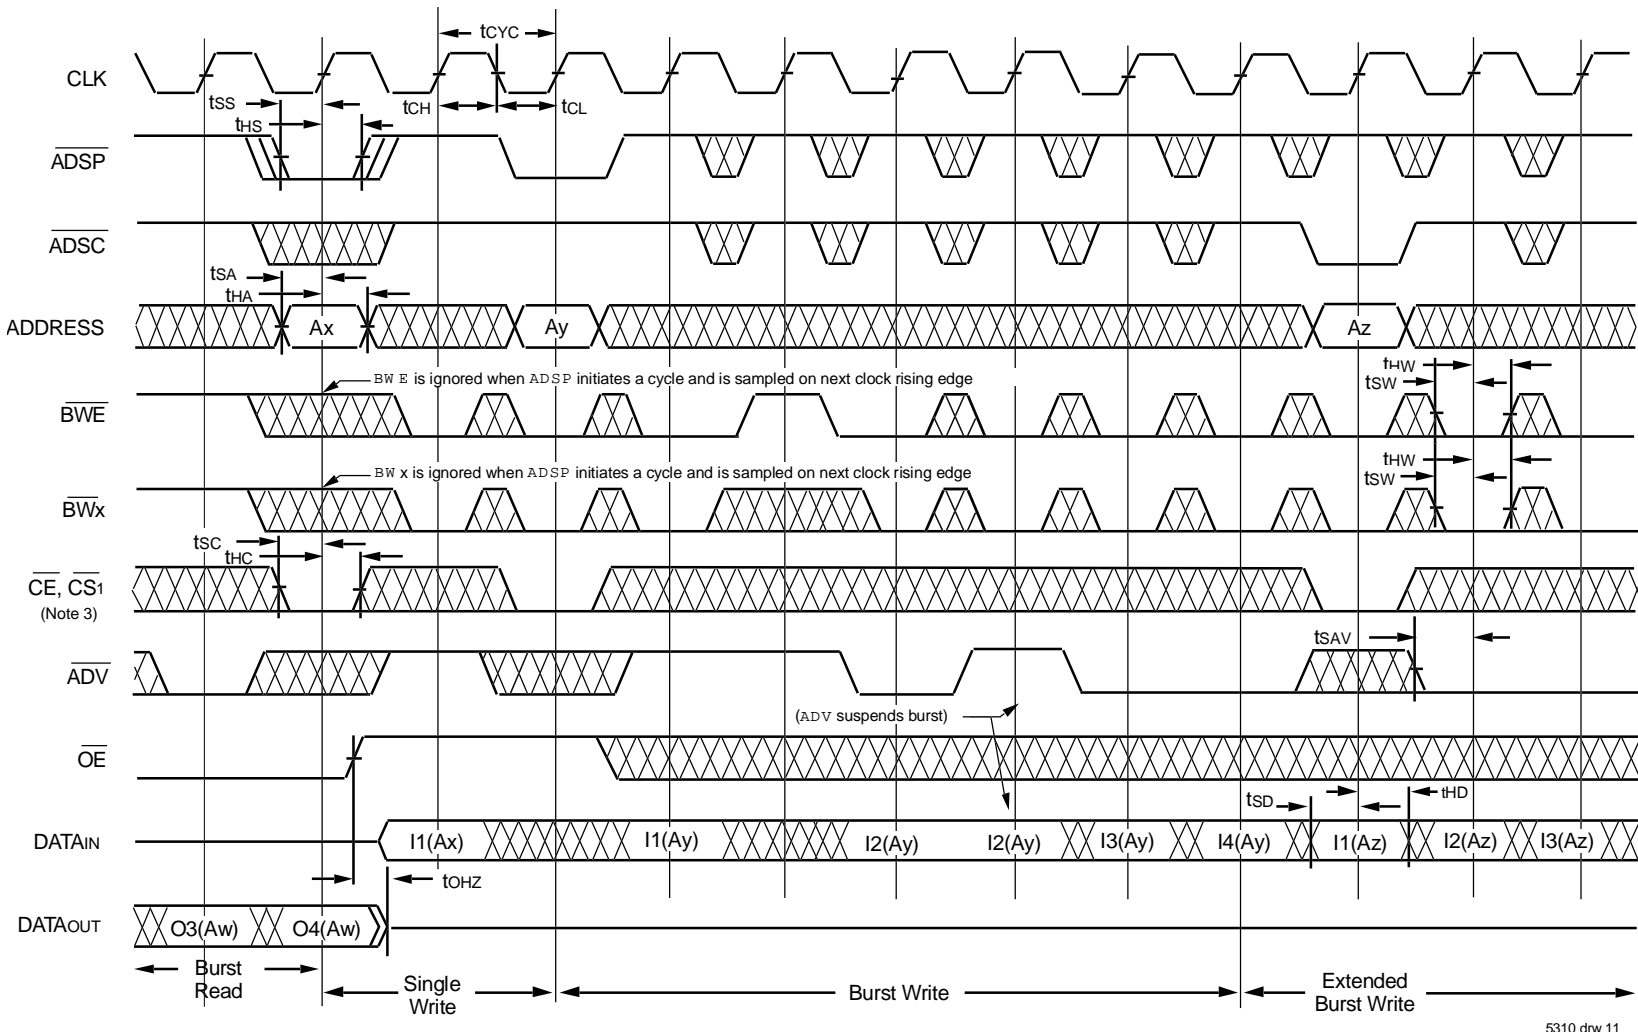 tCYC
CLK
tSS
tCH
tCL
tHS
ADSP
ADSC
tSA
tHA
ADDRESS
Ax
Ay
Az
tHW
tSW
BW E is ignored when ADSP initiates a cycle and is sampled on next clock rising edge
BWE
tHW
tSW
BW x is ignored when ADSP initiates a cycle and is sampled on next clock rising edge
BWx
tSC
tHC
CE, CS1
(Note 3)
tSAV
ADV
(ADV suspends burst)
OE
tSD
tHD
DATAIN
I1(Ax)
I1(Ay)
I2(Ay)
I2(Ay)
I3(Ay)
I4(Ay)
I1(Az)
I2(Az)
I3(Az)
tOHZ
DATAOUT
O3(Aw)
O4(Aw)
Burst
Read
Single
Write
Burst Write
Extended
Burst Write
5310 drw 11